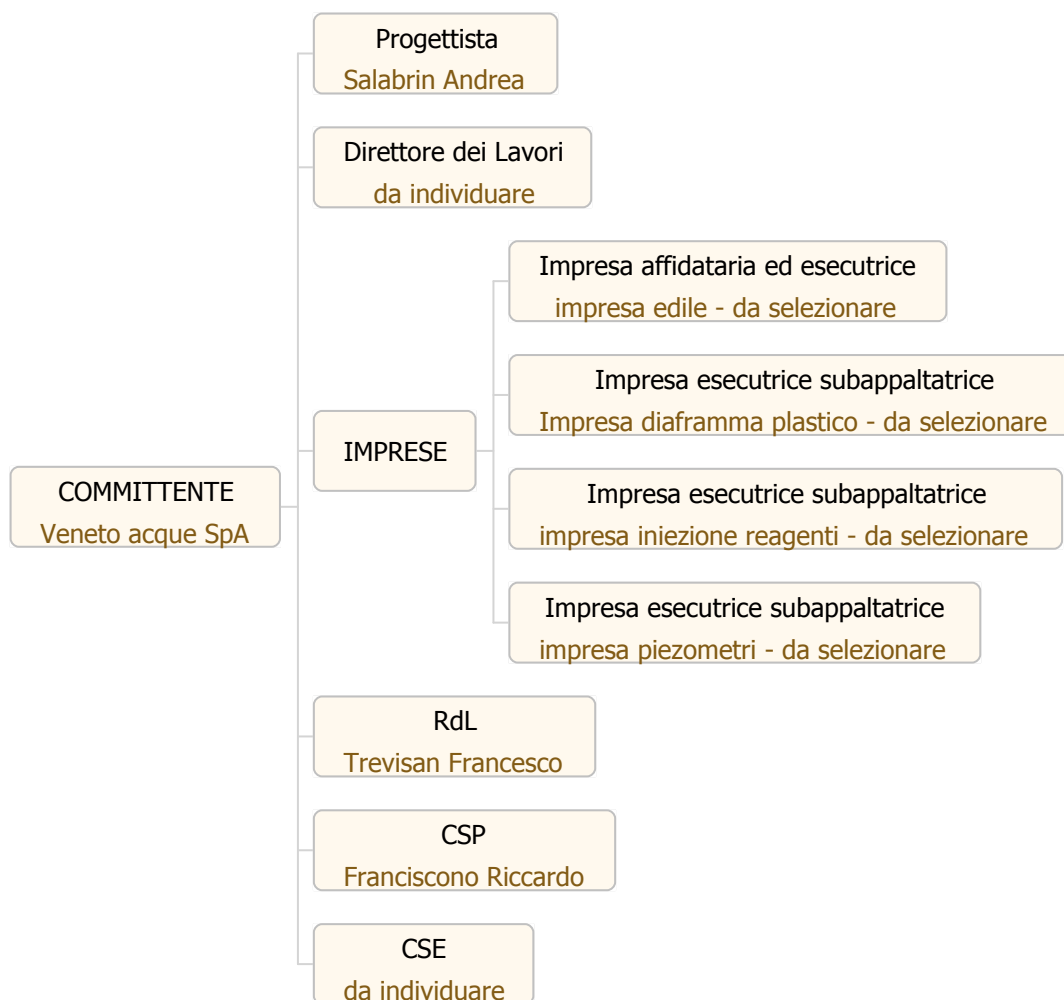 Progettista
Salabrin Andrea
Direttore dei Lavori
da individuare
Impresa affidataria ed esecutrice
impresa edile - da selezionare
Impresa esecutrice subappaltatrice
Impresa diaframma plastico - da selezionare
IMPRESE
COMMITTENTE
Veneto acque SpA
Impresa esecutrice subappaltatrice
impresa iniezione reagenti - da selezionare
Impresa esecutrice subappaltatrice
impresa piezometri - da selezionare
RdL
Trevisan Francesco
CSP
Franciscono Riccardo
CSE
da individuare